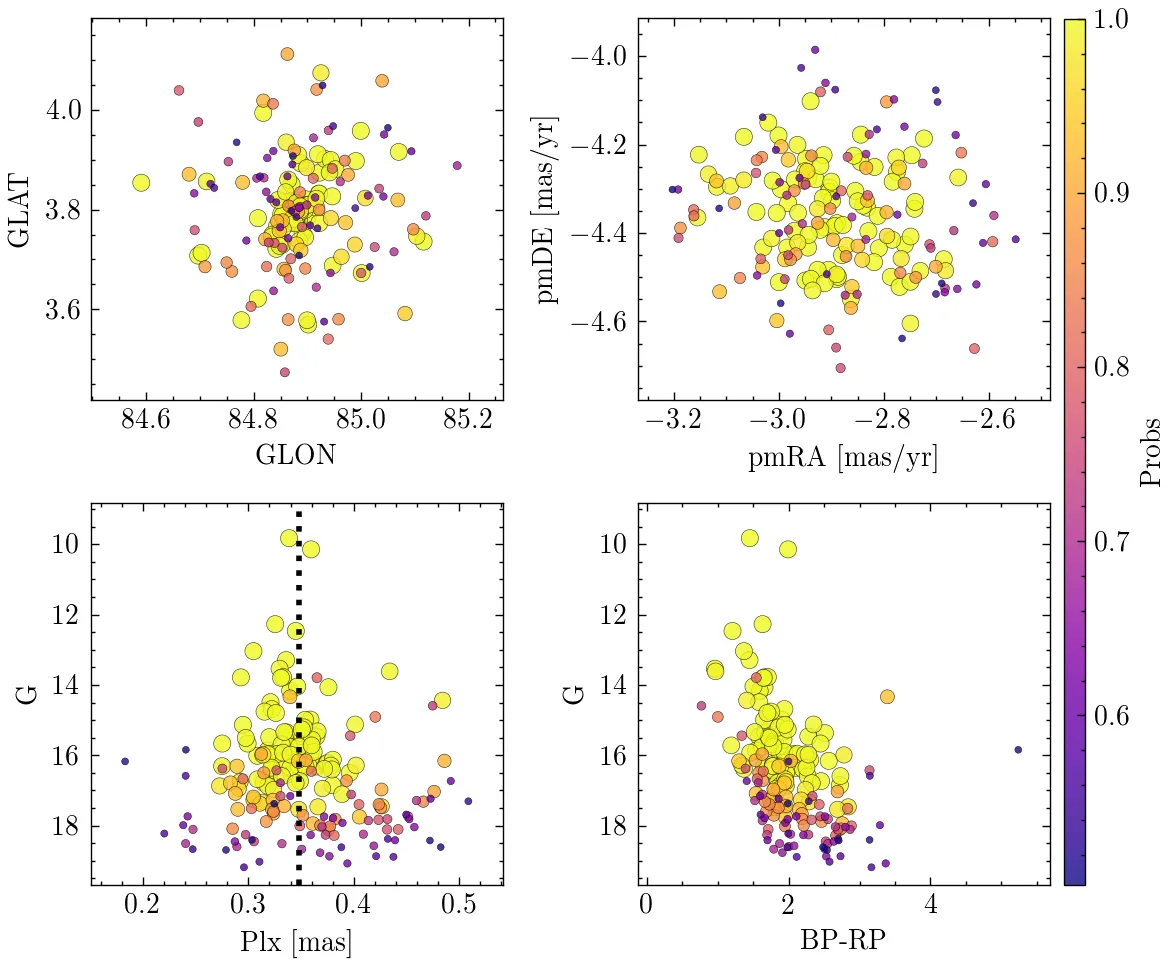 4.0
3.8
3.6
GLAT
84.6 84.8 85.0 85.2
GLON
−4.0
−4.2
−4.4
−4.6
pmDE [mas/yr]
−3.2 −3.0 −2.8 −2.6
pmRA [mas/yr]
1.0
0.9
0.8
0.7
0.6
Probs
10
12
14
16
18
G
0.2 0.3 0.4 0.5
Plx [mas]
10
12
14
16
18
G
0 2 4
BP-RP